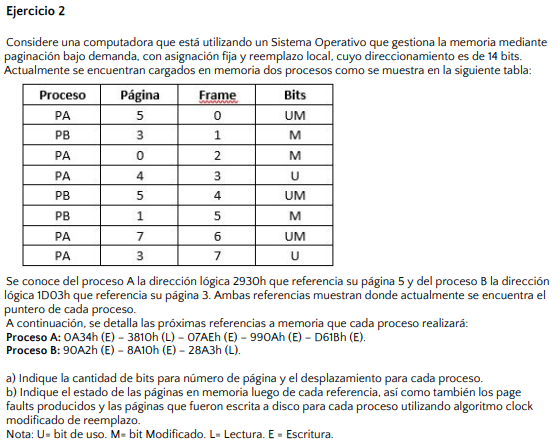 Ejercicio 2
Considere una computadora que está utilizando un Sistema Operativo que gestiona la memoria mediante
paginación bajo demanda, con asignación fija y reemplazo local, cuyo direccionamiento es de 14 bits.
Actualmente se encuentran cargados en memoria dos procesos como se muestra en la siguiente tabla:
Proceso Página Frame Bits
PA 5 0 UM
PB 3 1 M
PA 0 2 M
PA 4 3 U
PB 5 4 UM
PB 1 5 M
PA 7 6 UM
PA 3 7 U
Se conoce del proceso A la dirección lógica 2930h que referencia su página 5 y del proceso B la dirección
lógica 1D03h que referencia su página 3. Ambas referencias muestran donde actualmente se encuentra el
puntero de cada proceso.
A continuación, se detalla las próximas referencias a memoria que cada proceso realizará:
Proceso A: 0A34h (E) – 3810h (L) – 07AEh (E) – 990Ah (E) – D61Bh (E).
Proceso B: 90A2h (E) – 8A10h (E) – 28A3h (L).
a) Indique la cantidad de bits para número de página y el desplazamiento para cada proceso.
b) Indique el estado de las páginas en memoria luego de cada referencia, así como también los page
faults producidos y las páginas que fueron escrita a disco para cada proceso utilizando algoritmo clock
modificado de reemplazo.
Nota: U= bit de uso. M= bit Modificado. L= Lectura. E = Escritura.